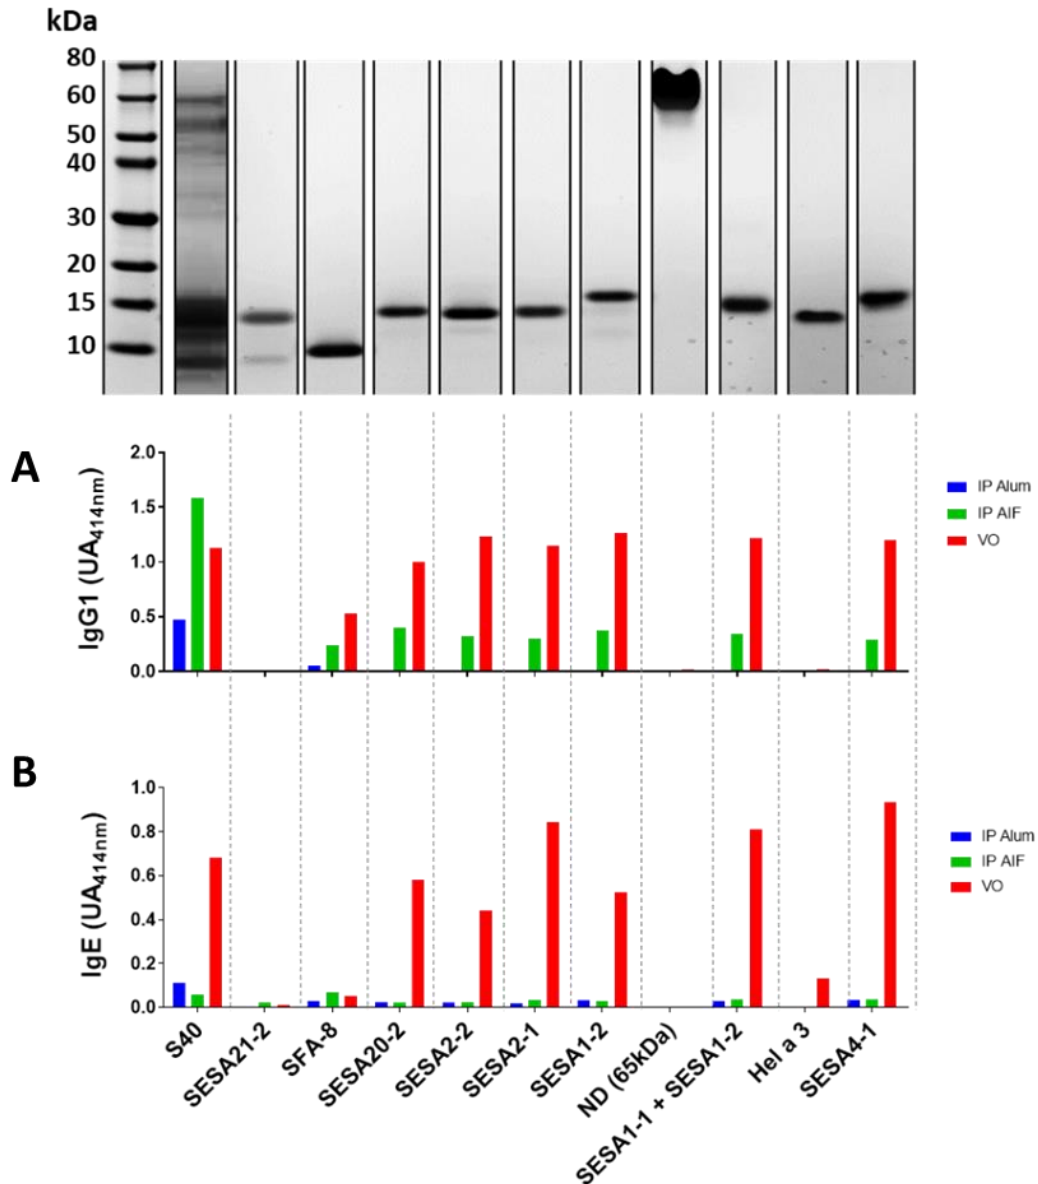 kDa
80
60
50
40
30
20
15
10
A
IgG1 (UA414nm)
2.0
1.5
1.0
0.5
0.0
IP Alum
IP AIF
VO
B
IgE (UA414nm)
1.0
0.8
0.6
0.4
0.2
0.0
IP Alum
IP AIF
VO
S40
SESA21-2
SFA-8
SESA20-2
SESA2-2
SESA2-1
SESA1-2
ND (65kDa)
SESA1-1 + SESA1-2
Hel a 3
SESA4-1